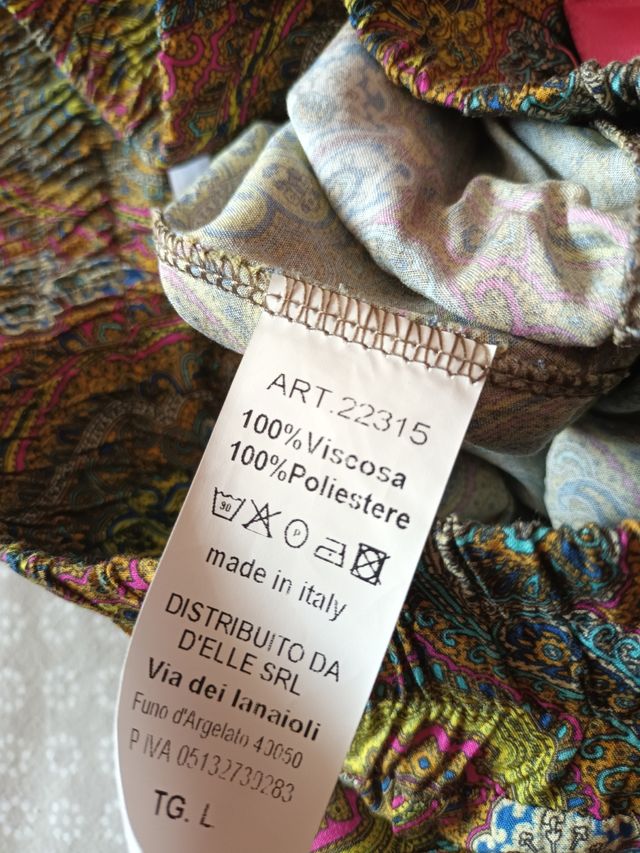 ART.22315
100%Viscosa
100%Poliestere
90 P
made in italy
DISTRIBUITO DA
D'ELLE SRL
Via dei lanaioli
Funo d'Argelato 40050
P IVA 05132730283
TG. L